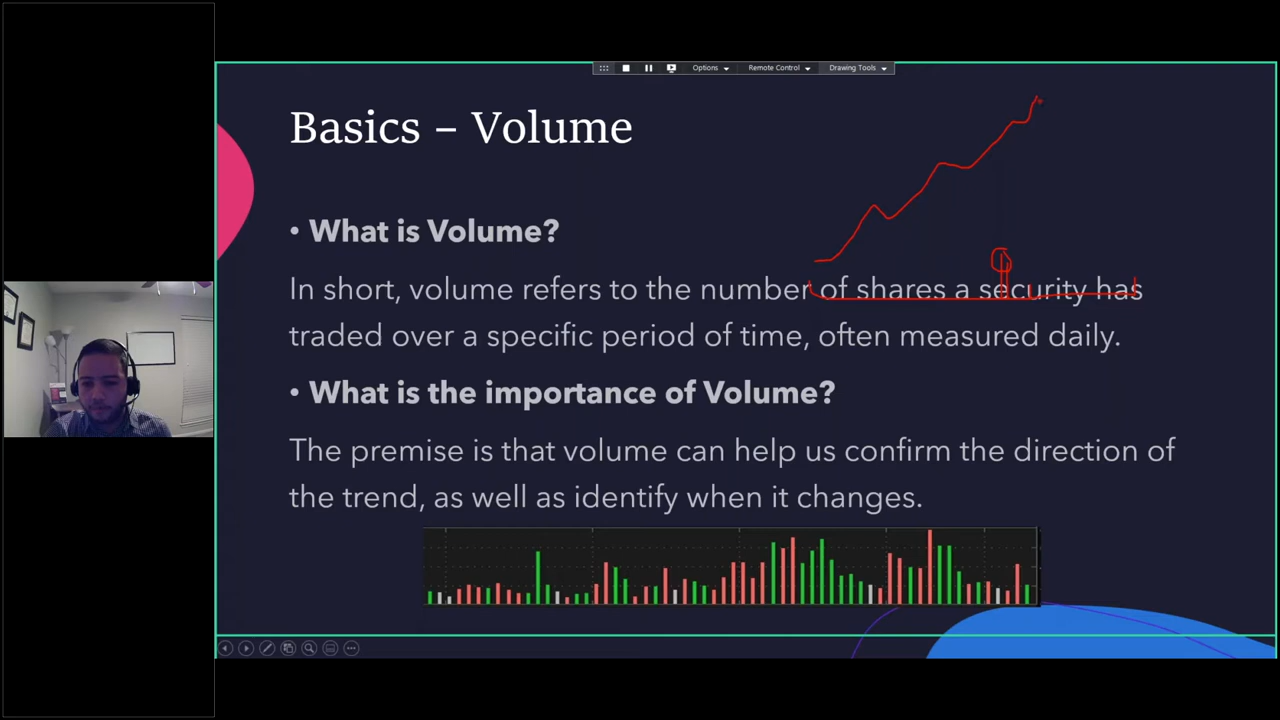 Options
Remote Control
Drawing Tools
Basics – Volume
• What is Volume?
In short, volume refers to the number of shares a security has
traded over a specific period of time, often measured daily.
• What is the importance of Volume?
The premise is that volume can help us confirm the direction of
the trend, as well as identify when it changes.